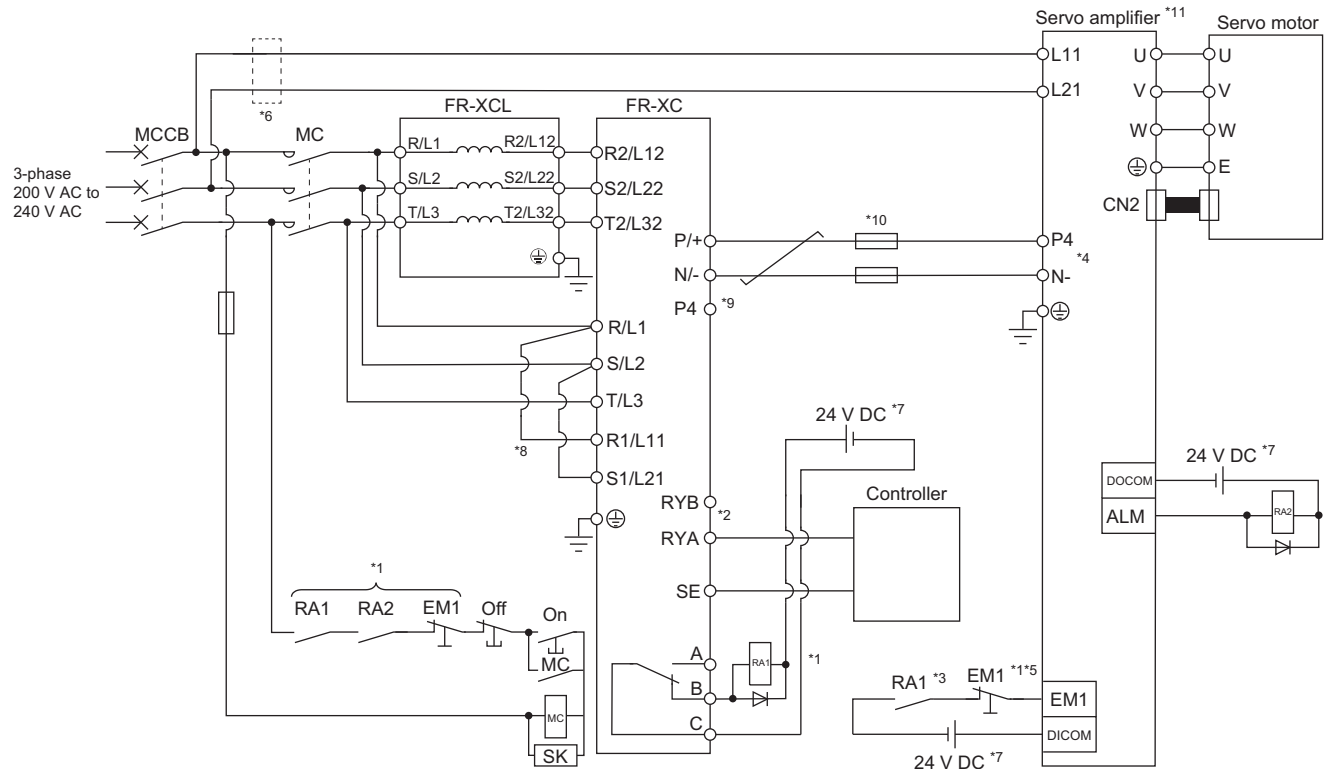 Servo amplifier *11
Servo motor
L11
U
U
L21
V
V
*6
FR-XCL
FR-XC
W
W
MCCB
MC
R/L1
R2/L12
R2/L12
E
3-phase
200 V AC to
240 V AC
S/L2
S2/L22
S2/L22
CN2
T/L3
T2/L32
T2/L32
*10
P/+
P4
*4
N/-
N-
P4
*9
R/L1
S/L2
T/L3
24 V DC *7
*8
R1/L11
24 V DC *7
S1/L21
DOCOM
Controller
RYB
*2
ALM
RA2
RYA
*1
SE
RA1
RA2
EM1
Off
On
MC
A
RA1
*1
RA1 *3
EM1 *1*5
B
EM1
MC
C
DICOM
SK
24 V DC *7